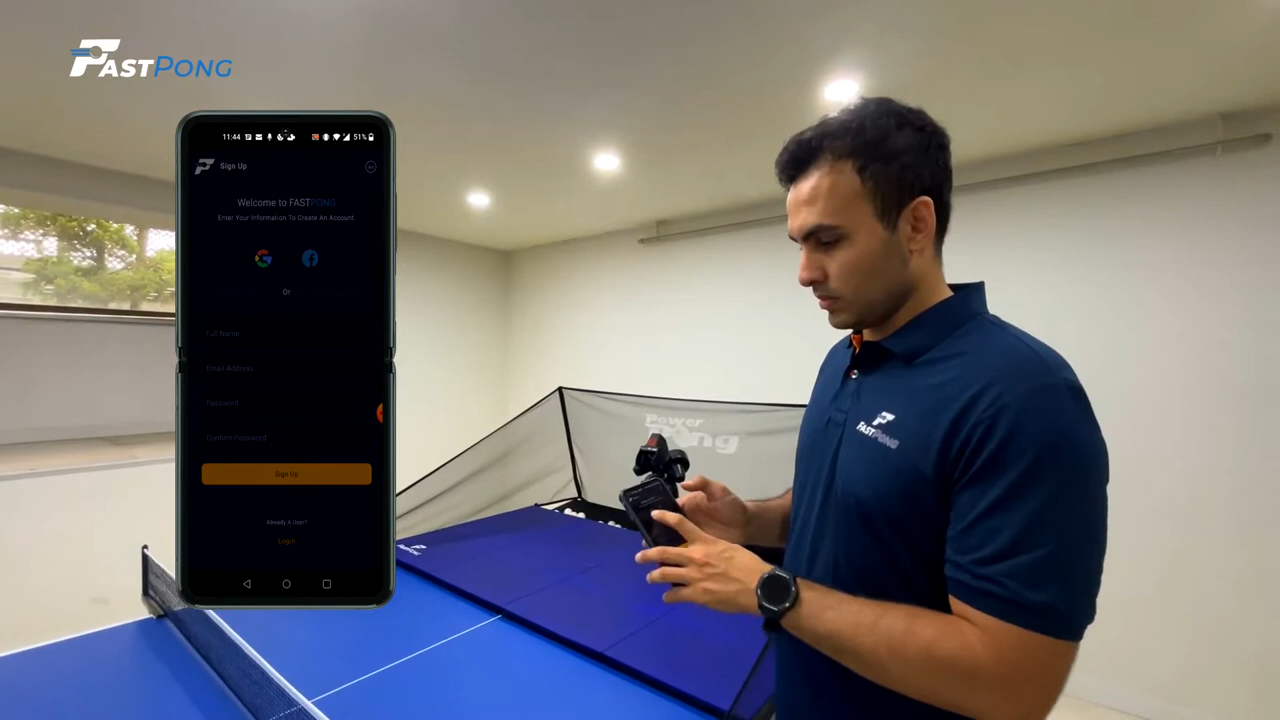 FASTPONG
11:44 51%
Sign Up
Welcome to FASTPONG
Enter Your Information To Create An Account
Or
Full Name
Email Address
Password
Confirm Password
Sign Up
Already A User?
Login
Power
Pong
FASTPONG
FASTPONG